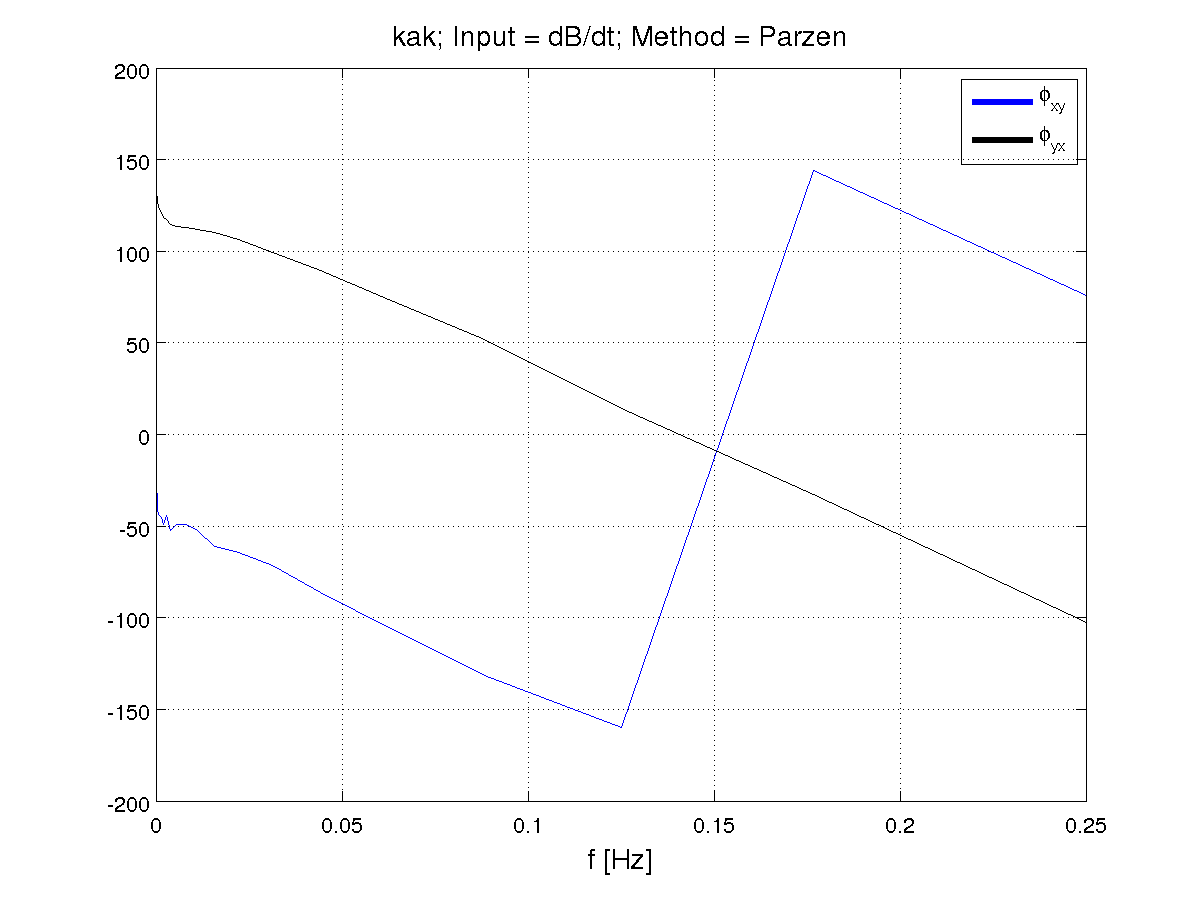 kak; Input = dB/dt; Method = Parzen
200
150
100
50
0
-50
-100
-150
-200
0 0.05 0.1 0.15 0.2 0.25
f [Hz]
ϕxy
ϕyx